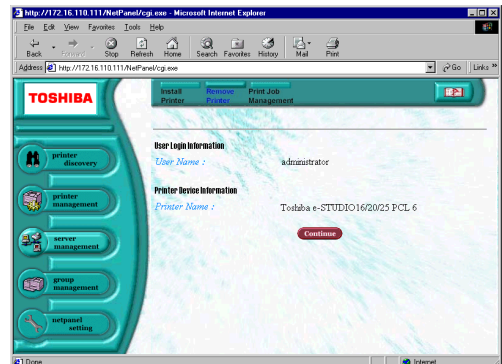 http://172.16.110.111/NetPanel/cgi.exe - Microsoft Internet Explorer
File Edit View Favorites Tools Help
Back Forward Stop Refresh Home Search Favorites History Mail Print
Address http://172.16.110.111/NetPanel/cgi.exe Go Links »
TOSHIBA
Install Printer
Remove Printer
Print Job Management
printer discovery
printer management
server management
group management
netpanel setting
User Login Information
User Name : administrator
Printer Device Information
Printer Name : Toshiba e-STUDIO16/20/25 PCL 6
Continue
Done Internet